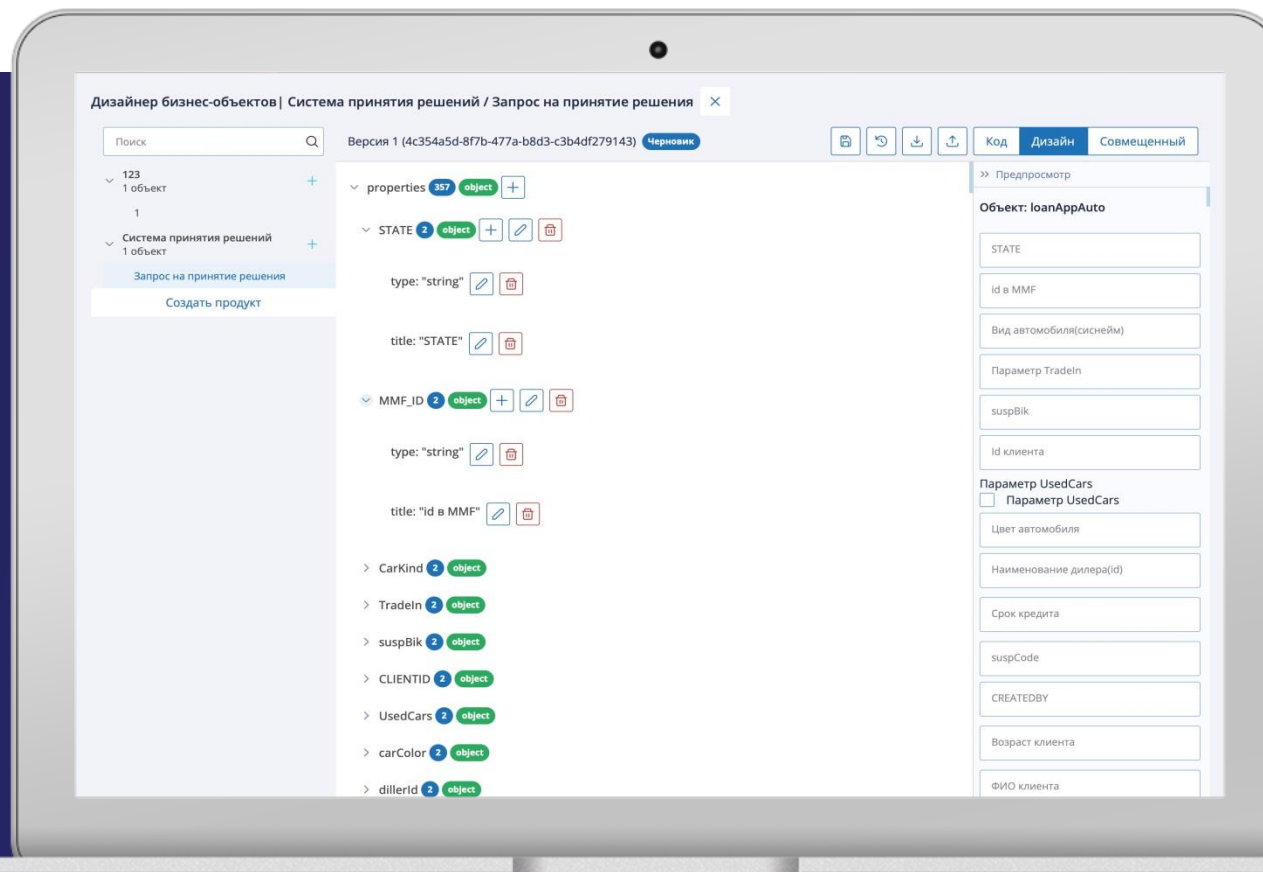 Дизайнер бизнес-объектов| Система принятия решений / Запрос на принятие решения
Поиск
123
1 объект
1
Система принятия решений
1 объект
Запрос на принятие решения
Создать продукт
Версия 1 (4c354a5d-8f7b-477a-b8d3-c3b4df279143) Черновик
Код Дизайн Совмещенный
properties 357 object
STATE 2 object
type: "string"
title: "STATE"
MMF_ID 2 object
type: "string"
title: "id в MMF"
CarKind 2 object
TradeIn 2 object
suspBik 2 object
CLIENTID 2 object
UsedCars 2 object
carColor 2 object
dillerId 2 object
Предпросмотр
Объект: loanAppAuto
STATE
id в MMF
Вид автомобиля(сиснейм)
Параметр TradeIn
suspBik
Id клиента
Параметр UsedCars
Параметр UsedCars
Цвет автомобиля
Наименование дилера(id)
Срок кредита
suspCode
CREATEDBY
Возраст клиента
ФИО клиента